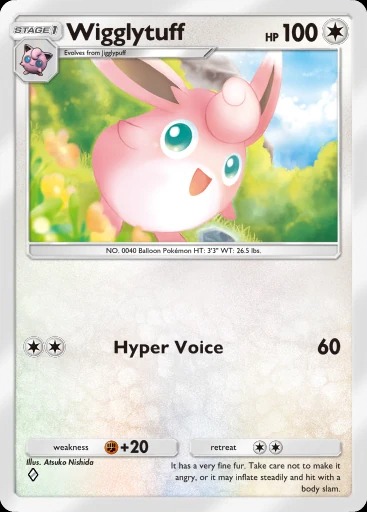 STAGE 1
Wigglytuff
HP 100
Evolves from Jigglypuff
NO. 0040 Balloon Pokémon HT: 3'3" WT: 26.5 lbs.
Hyper Voice 60
weakness +20 retreat
Illus. Atsuko Nishida
It has a very fine fur. Take care not to make it
angry, or it may inflate steadily and hit with a
body slam.